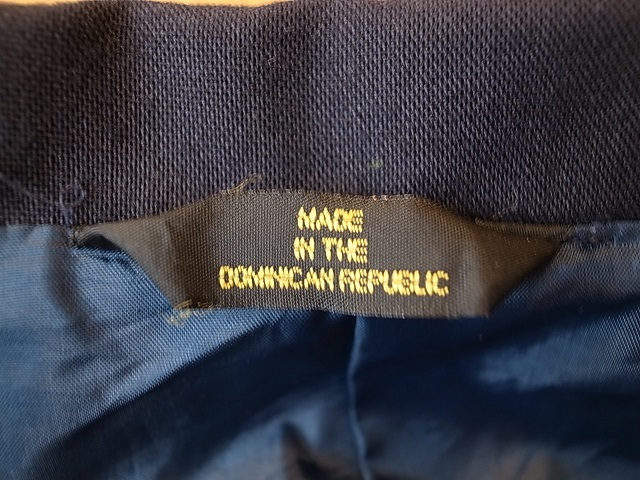 MADE
IN THE
DOMINICAN REPUBLIC